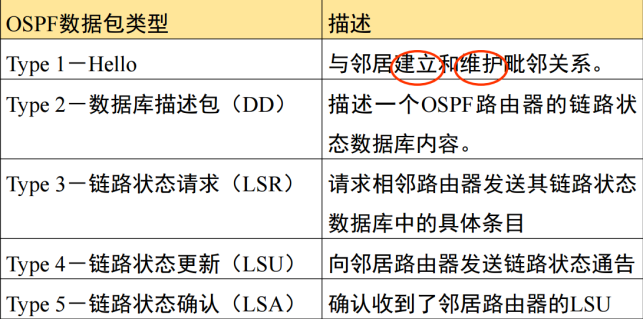 OSPF数据包类型 描述
Type 1－Hello 与邻居建立和维护毗邻关系。
Type 2－数据库描述包（DD） 描述一个OSPF路由器的链路状
态数据库内容。
Type 3－链路状态请求（LSR） 请求相邻路由器发送其链路状态
数据库中的具体条目
Type 4－链路状态更新（LSU） 向邻居路由器发送链路状态通告
Type 5－链路状态确认（LSA） 确认收到了邻居路由器的LSU